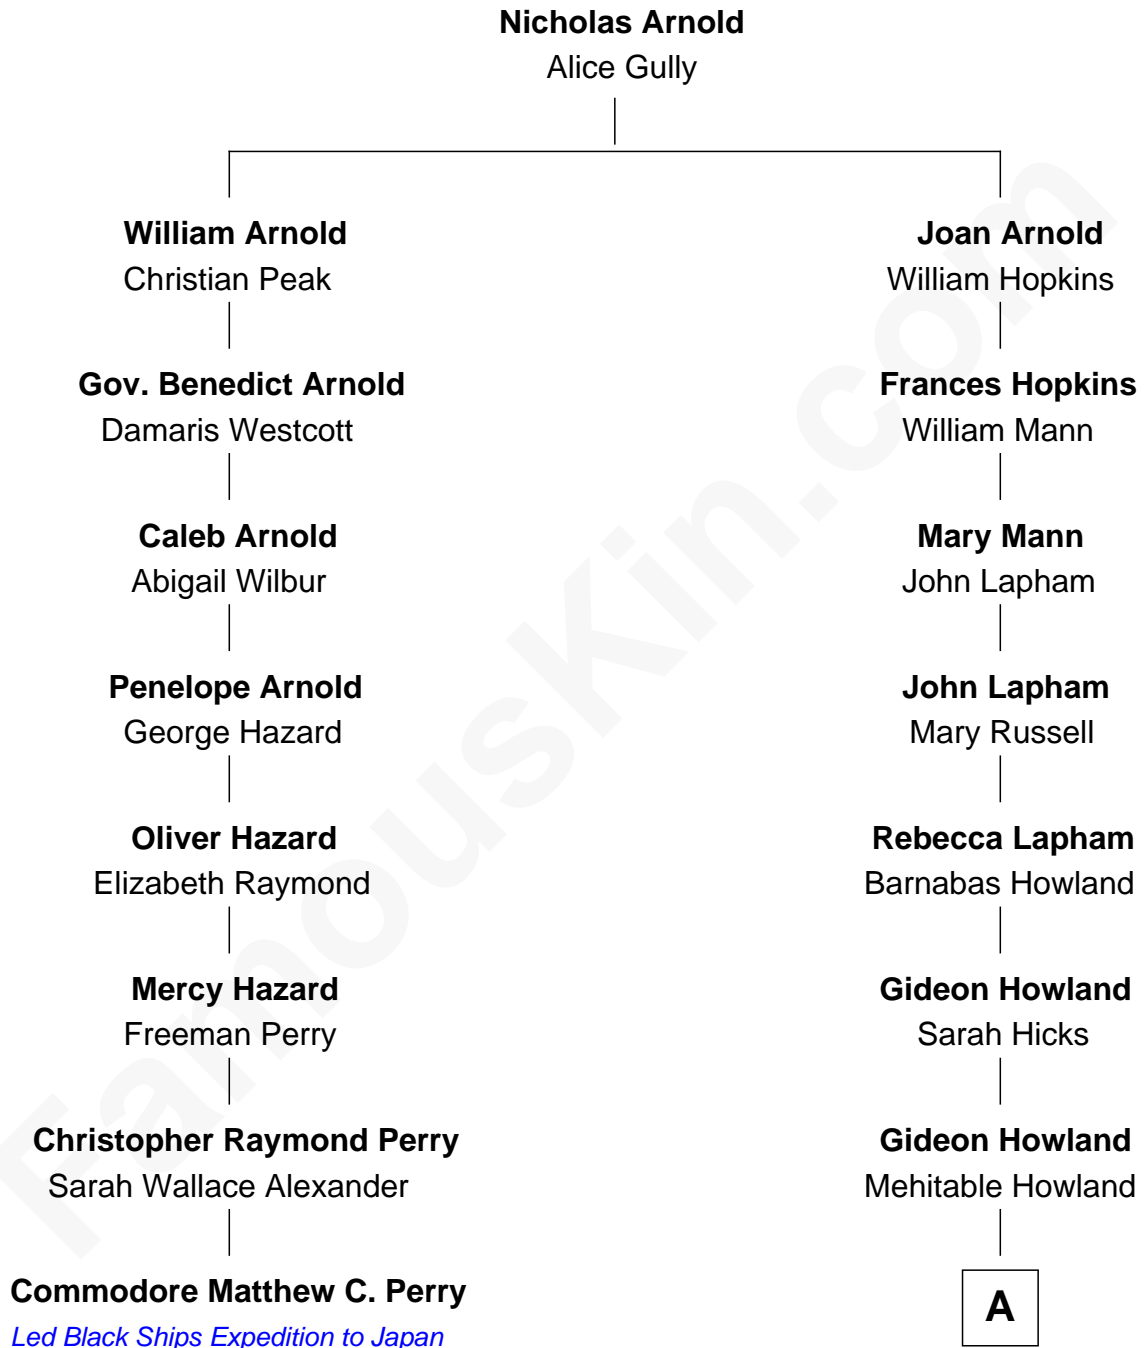 Nicholas Arnold
Alice Gully
William Arnold
Christian Peak
Joan Arnold
William Hopkins
Gov. Benedict Arnold
Damaris Westcott
Frances Hopkins
William Mann
Caleb Arnold
Abigail Wilbur
Mary Mann
John Lapham
Penelope Arnold
George Hazard
John Lapham
Mary Russell
Oliver Hazard
Elizabeth Raymond
Rebecca Lapham
Barnabas Howland
Mercy Hazard
Freeman Perry
Gideon Howland
Sarah Hicks
Christopher Raymond Perry
Sarah Wallace Alexander
Gideon Howland
Mehitable Howland
Commodore Matthew C. Perry
Led Black Ships Expedition to Japan
A
FamousKin.com